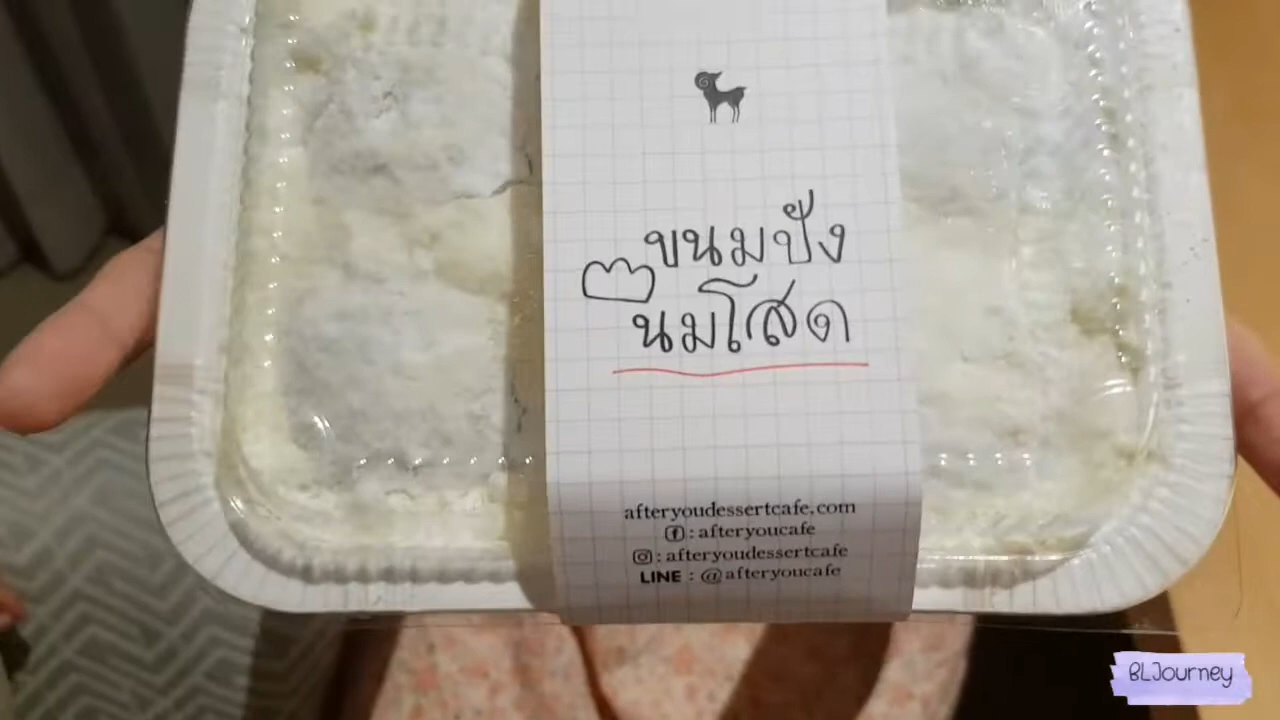 ขนมปัง
นมโสด
afteryoudessertcafe.com
: afteryoucafe
: afteryoudessertcafe
LINE : @afteryoucafe
BLJourney